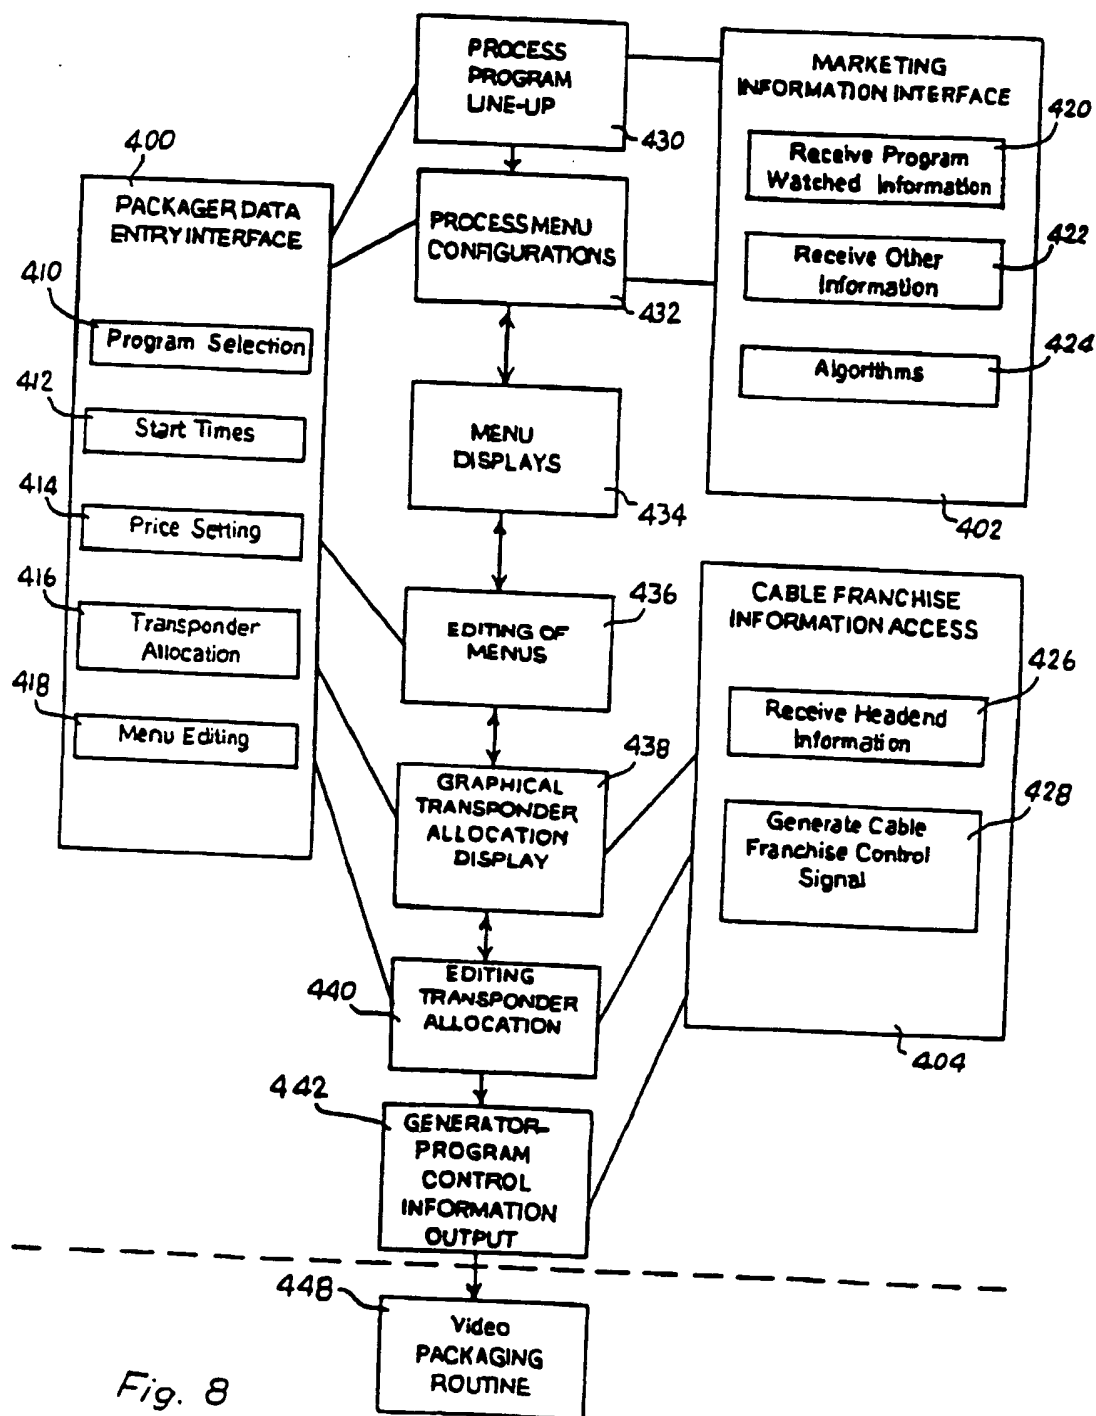 PROCESS
PROGRAM
LINE-UP
430
MARKETING
INFORMATION INTERFACE
420
Receive Program
Watched Information
422
Receive Other
Information
424
Algorithms
402
400
PACKAGER DATA
ENTRY INTERFACE
410
Program Selection
412
Start Times
414
Price Setting
416
Transponder
Allocation
418
Menu Editing
PROCESS MENU
CONFIGURATIONS
432
MENU
DISPLAYS
434
EDITING OF
MENUS
436
GRAPHICAL
TRANSPONDER
ALLOCATION
DISPLAY
438
CABLE FRANCHISE
INFORMATION ACCESS
426
Receive Headend
Information
428
Generate Cable
Franchise Control
Signal
404
440
EDITING
TRANSPONDER
ALLOCATION
442
GENERATOR-
PROGRAM
CONTROL
INFORMATION
OUTPUT
448
Video
PACKAGING
ROUTINE
Fig. 8